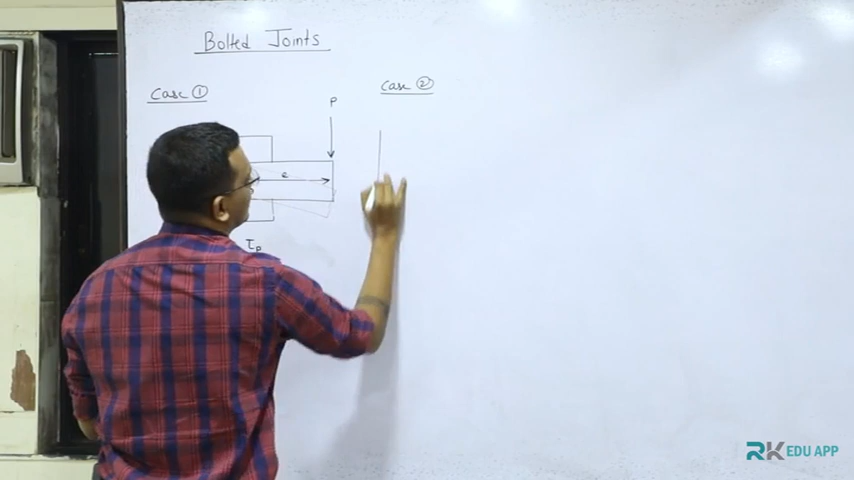 Bolted Joints
Case ①
Case ②
P
e
τp
RK EDU APP